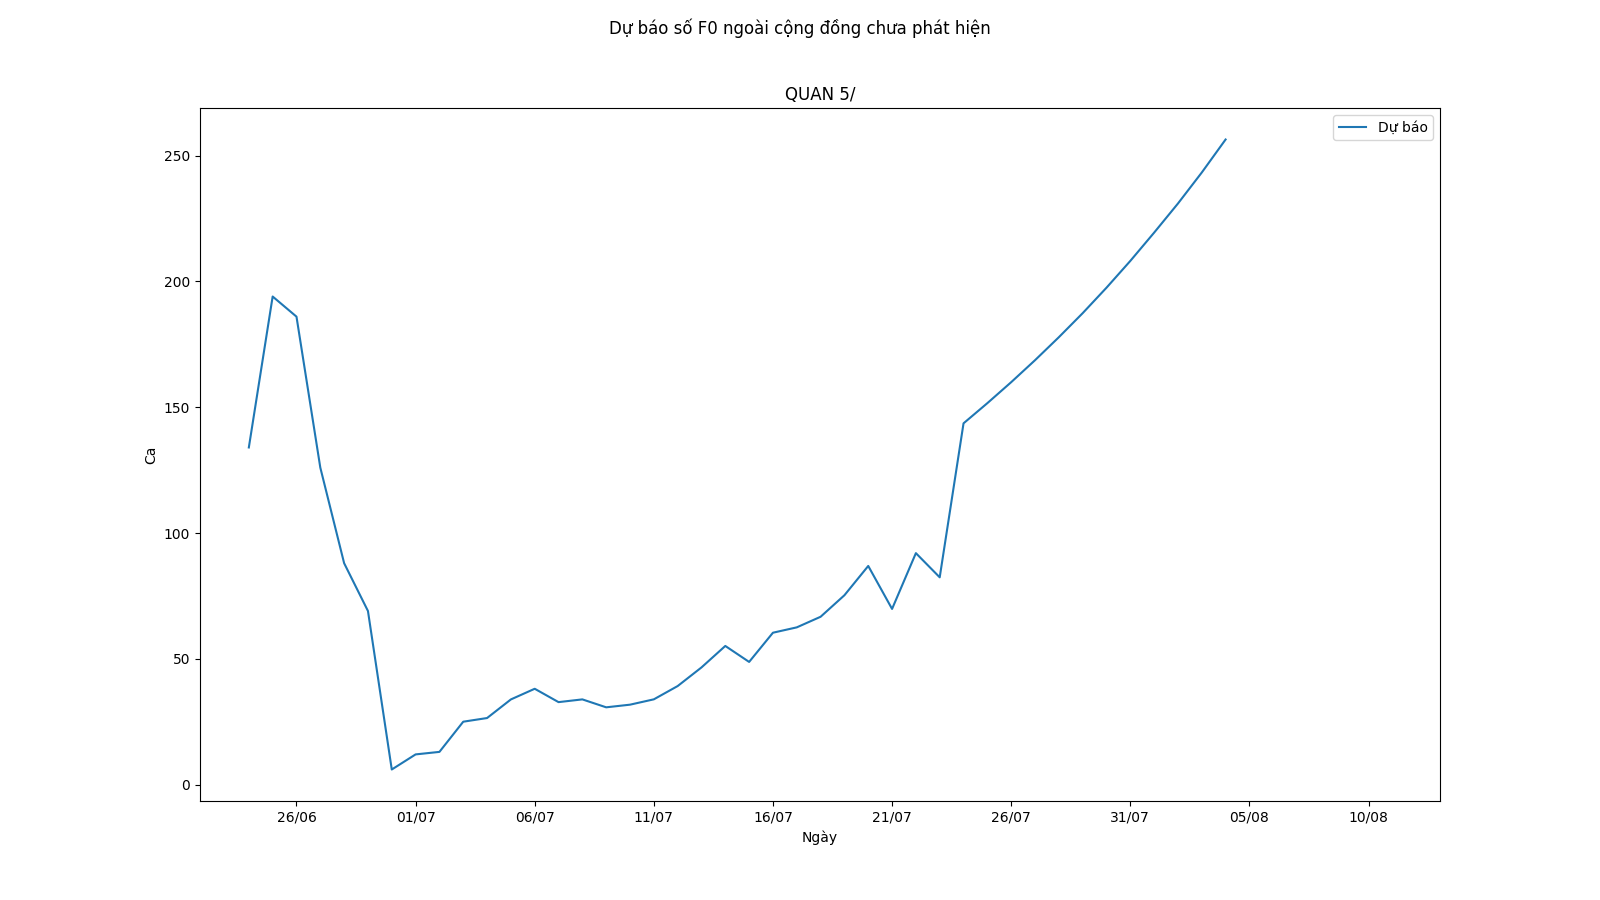 Dự báo số F0 ngoài cộng đồng chưa phát hiện
QUAN 5/
Dự báo
250
200
150
100
50
0
Ca
26/06 01/07 06/07 11/07 16/07 21/07 26/07 31/07 05/08 10/08
Ngày